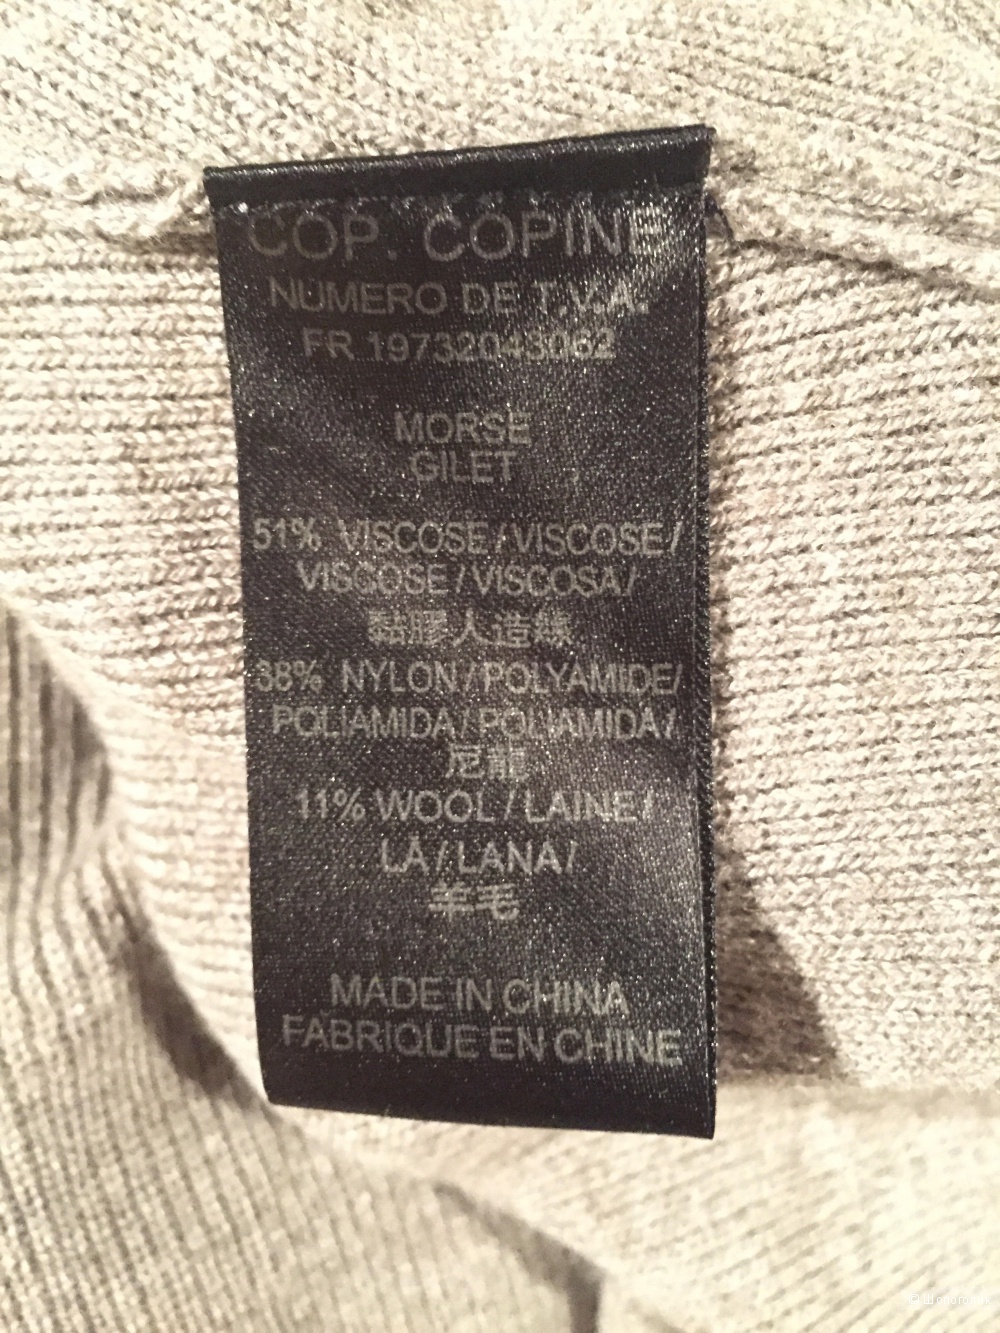 COP. COPINE
NUMERO DE T.V.A.
FR 19732043062
MORSE
GILET
51% VISCOSE / VISCOSE /
VISCOSE / VISCOSA /
黏膠人造絲
38% NYLON / POLYAMIDE/
POLIAMIDA / POLIAMIDA /
尼龍
11% WOOL / LAINE /
LÃ / LANA /
羊毛
MADE IN CHINA
FABRIQUE EN CHINE